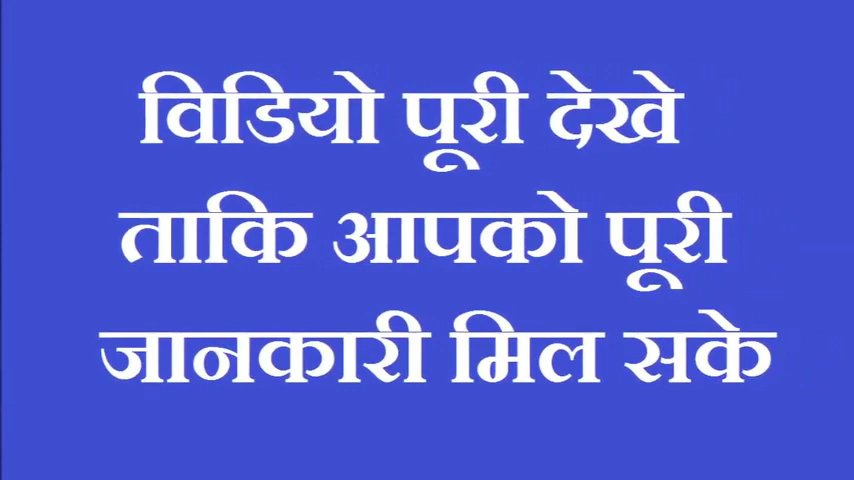 विडियो पूरी देखे
ताकि आपको पूरी
जानकारी मिल सके